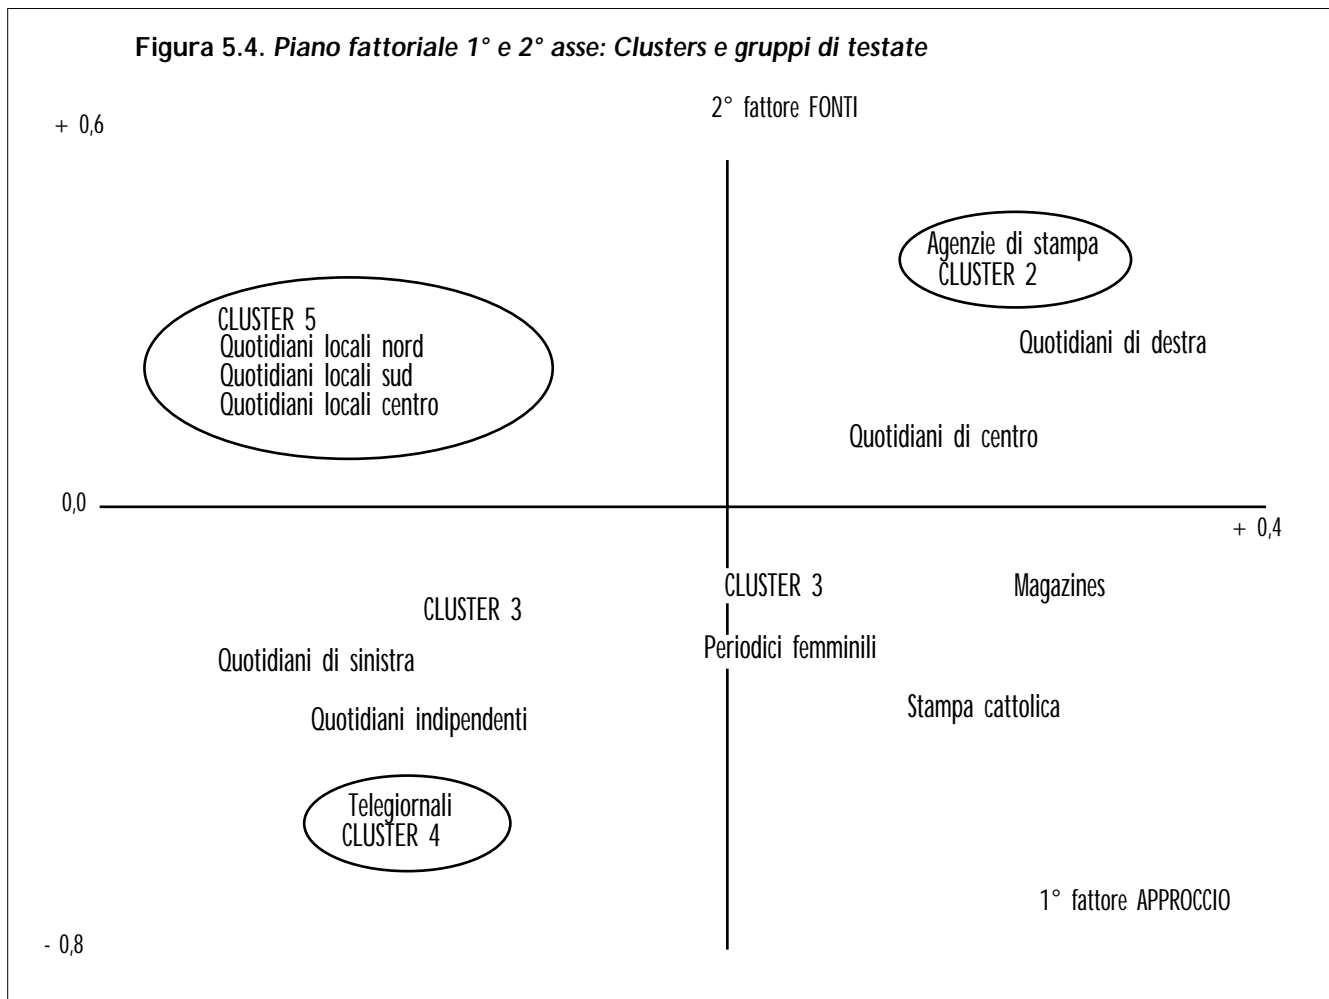 Figura 5.4. Piano fattoriale 1° e 2° asse: Clusters e gruppi di testate
2° fattore FONTI
+ 0,6
Agenzie di stampa
CLUSTER 2
CLUSTER 5
Quotidiani locali nord
Quotidiani locali sud
Quotidiani locali centro
Quotidiani di destra
Quotidiani di centro
0,0
+ 0,4
CLUSTER 3
Magazines
CLUSTER 3
Periodici femminili
Quotidiani di sinistra
Stampa cattolica
Quotidiani indipendenti
Telegiornali
CLUSTER 4
1° fattore APPROCCIO
- 0,8